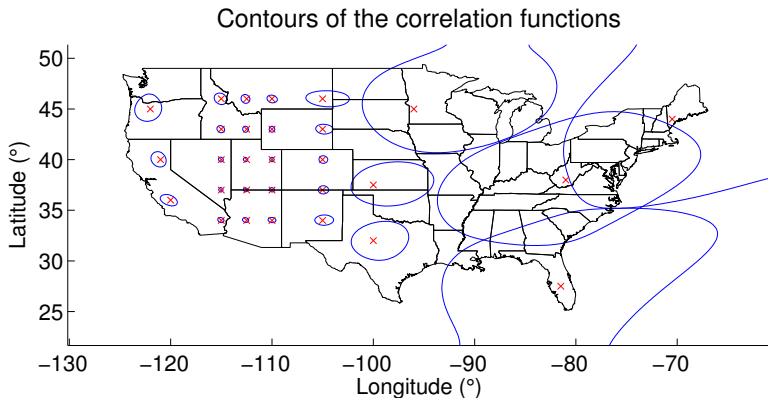 Contours of the correlation functions
50
45
40
35
30
25
Latitude (°)
−130 −120 −110 −100 −90 −80 −70
Longitude (°)